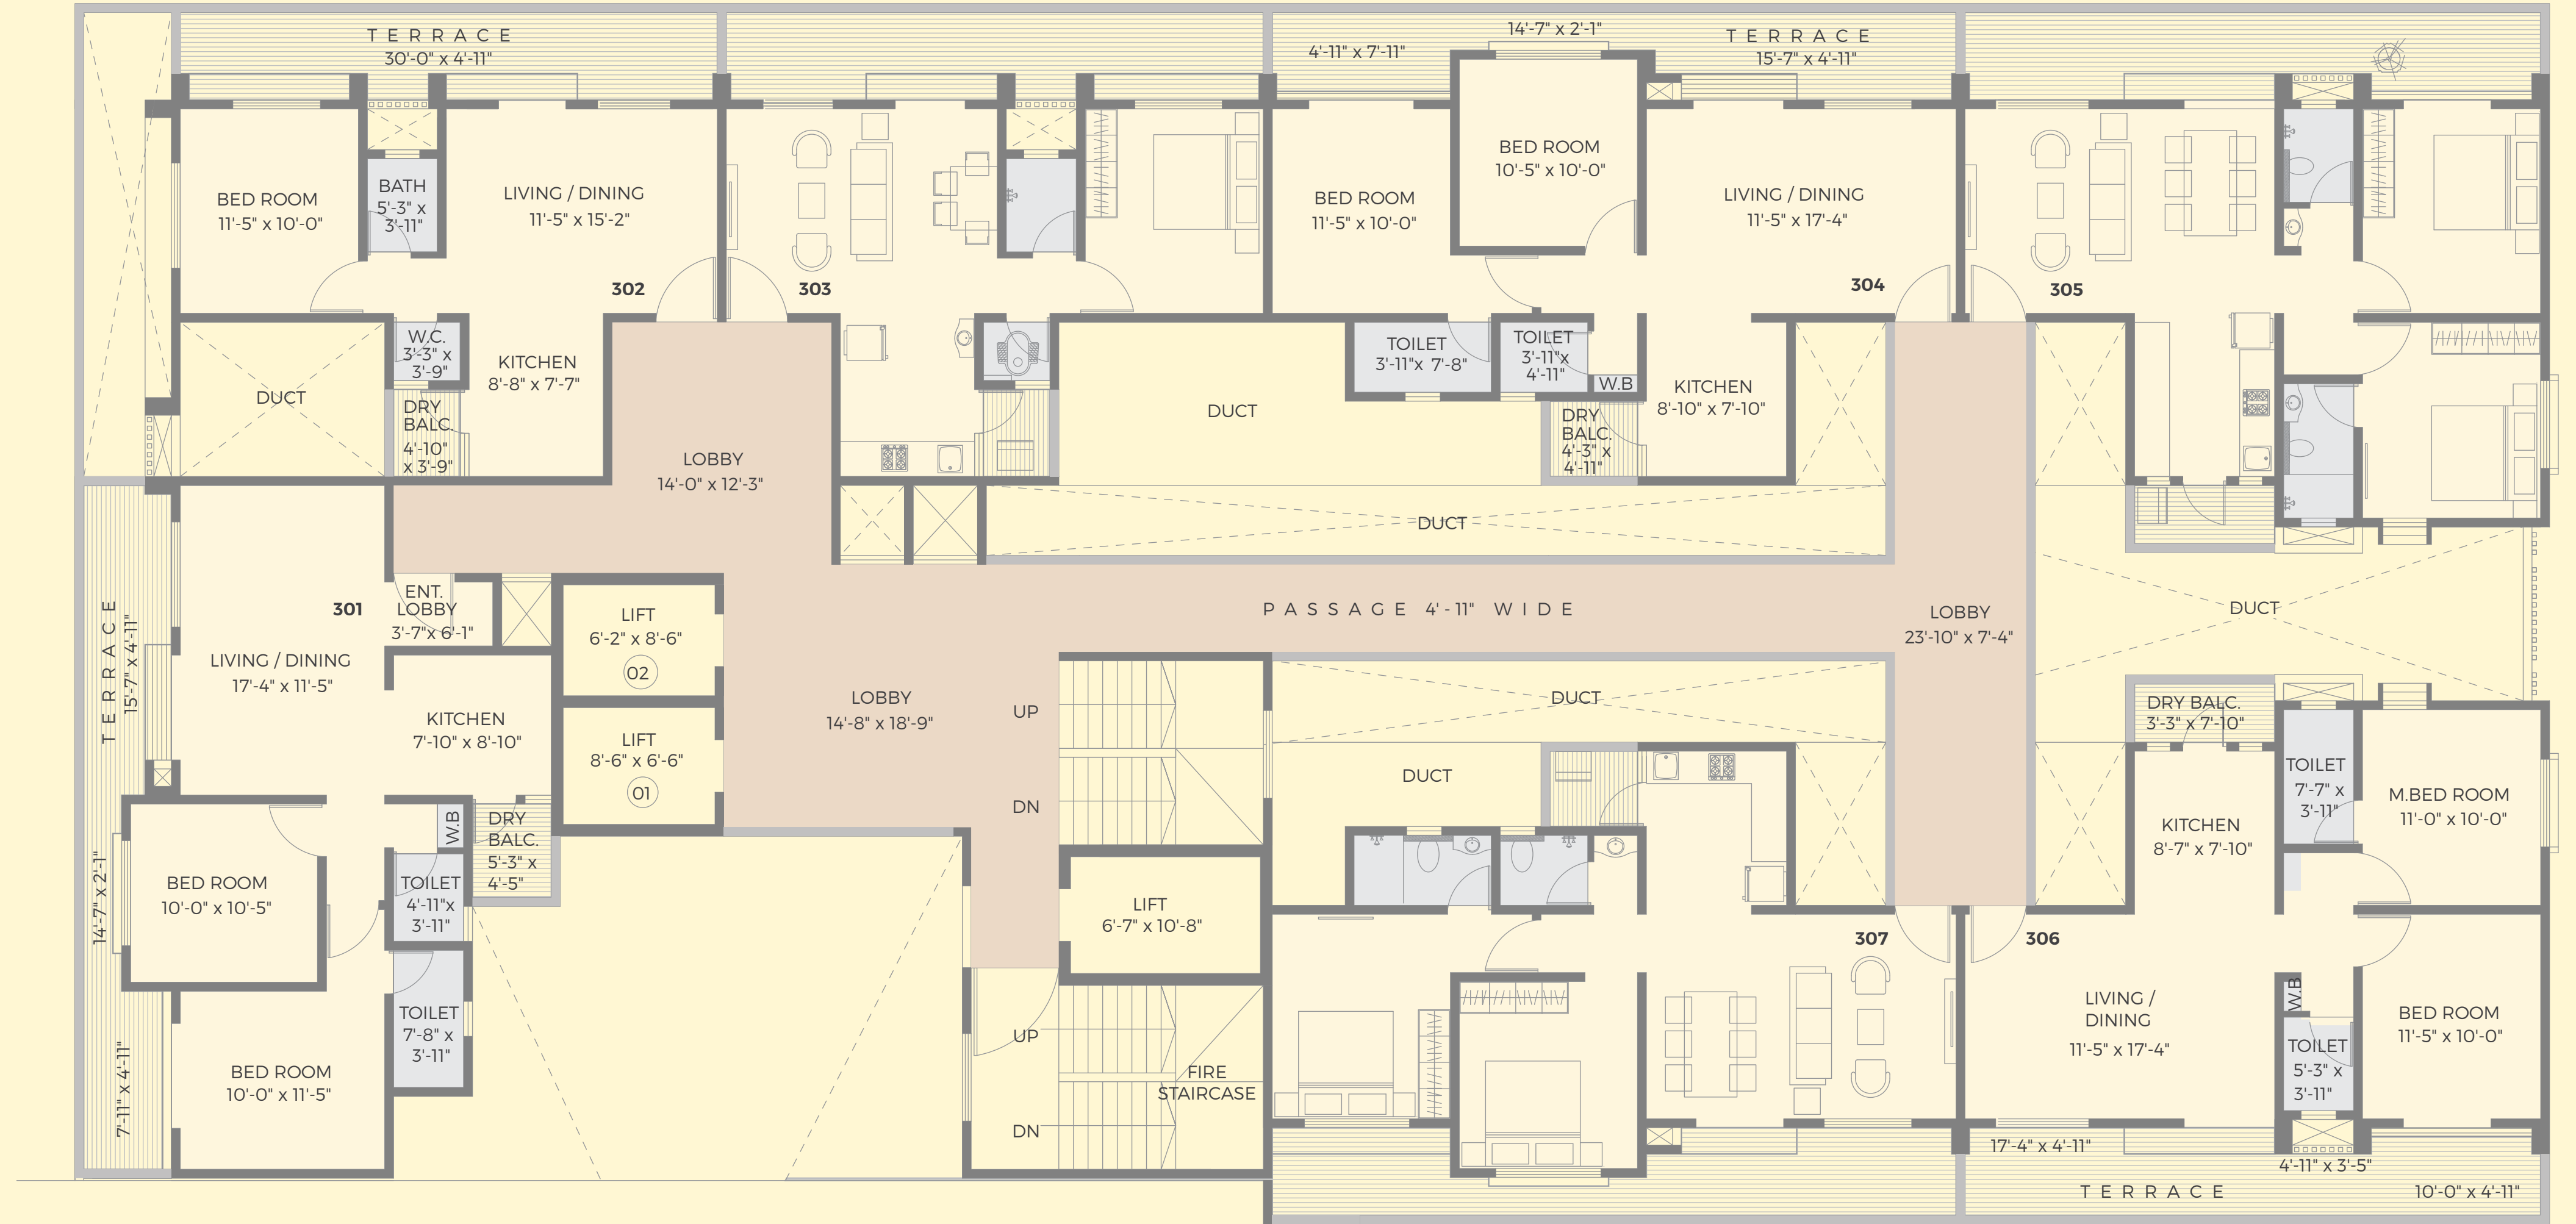 TERRACE
30'-0" x 4'-11"
BED ROOM
11'-5" x 10'-0"
BATH
5'-3" x
3'-11"
LIVING / DINING
11'-5" x 15'-2"
302
W.C.
3'-3" x
3'-9"
KITCHEN
8'-8" x 7'-7"
DUCT
DRY
BALC.
4'-10"
x 3'-9"
303
LOBBY
14'-0" x 12'-3"
4'-11" x 7'-11"
14'-7" x 2'-1"
TERRACE
15'-7" x 4'-11"
BED ROOM
11'-5" x 10'-0"
BED ROOM
10'-5" x 10'-0"
LIVING / DINING
11'-5" x 17'-4"
304
TOILET
3'-11"x 7'-8"
TOILET
3'-11"x
4'-11"
W.B
KITCHEN
8'-10" x 7'-10"
DRY
BALC.
4'-3" x
4'-11"
DUCT
DUCT
305
TERRACE
15'-7" x 4'-11"
301
ENT.
LOBBY
3'-7"x 6'-1"
LIVING / DINING
17'-4" x 11'-5"
KITCHEN
7'-10" x 8'-10"
LIFT
6'-2" x 8'-6"
02
LIFT
8'-6" x 6'-6"
01
LOBBY
14'-8" x 18'-9"
PASSAGE 4'-11" WIDE
LOBBY
23'-10" x 7'-4"
DUCT
UP
DN
DUCT
DUCT
14'-7" x 2'-1"
BED ROOM
10'-0" x 10'-5"
W.B
DRY
BALC.
5'-3" x
4'-5"
TOILET
4'-11"x
3'-11"
TOILET
7'-8" x
3'-11"
7'-11" x 4'-11"
BED ROOM
10'-0" x 11'-5"
LIFT
6'-7" x 10'-8"
UP
FIRE
STAIRCASE
DN
307
306
DRY BALC.
3'-3" x 7'-10"
KITCHEN
8'-7" x 7'-10"
TOILET
7'-7" x
3'-11"
M.BED ROOM
11'-0" x 10'-0"
LIVING /
DINING
11'-5" x 17'-4"
W.B
TOILET
5'-3" x
3'-11"
BED ROOM
11'-5" x 10'-0"
17'-4" x 4'-11"
4'-11" x 3'-5"
TERRACE
10'-0" x 4'-11"